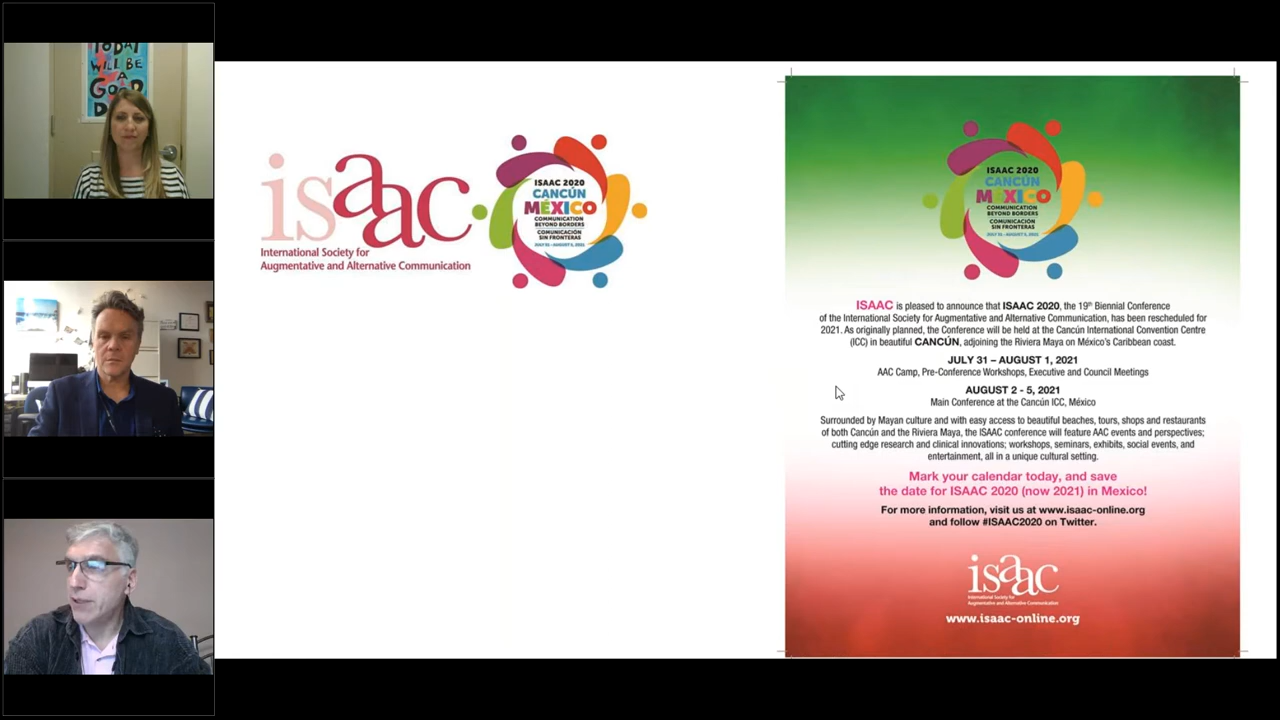 TODAY
WILL BE
A
GOOD
isaac
International Society for
Augmentative and Alternative Communication
ISAAC 2020
CANCÚN
MÉXICO
COMMUNICATION
BEYOND BORDERS
COMUNICACIÓN
SIN FRONTERAS
JULY 31 - AUGUST 5, 2021
ISAAC 2020
CANCÚN
MÉXICO
COMMUNICATION
BEYOND BORDERS
COMUNICACIÓN
SIN FRONTERAS
JULY 31 - AUGUST 5, 2021
ISAAC is pleased to announce that ISAAC 2020, the 19th Biennial Conference
of the International Society for Augmentative and Alternative Communication, has been rescheduled for
2021. As originally planned, the Conference will be held at the Cancún International Convention Centre
(ICC) in beautiful CANCÚN, adjoining the Riviera Maya on México's Caribbean coast.
JULY 31 – AUGUST 1, 2021
AAC Camp, Pre-Conference Workshops, Executive and Council Meetings
AUGUST 2 - 5, 2021
Main Conference at the Cancún ICC, México
Surrounded by Mayan culture and with easy access to beautiful beaches, tours, shops and restaurants
of both Cancún and the Riviera Maya, the ISAAC conference will feature AAC events and perspectives;
cutting edge research and clinical innovations; workshops, seminars, exhibits, social events, and
entertainment, all in a unique cultural setting.
Mark your calendar today, and save
the date for ISAAC 2020 (now 2021) in Mexico!
For more information, visit us at www.isaac-online.org
and follow #ISAAC2020 on Twitter.
isaac
International Society for
Augmentative and Alternative Communication
www.isaac-online.org